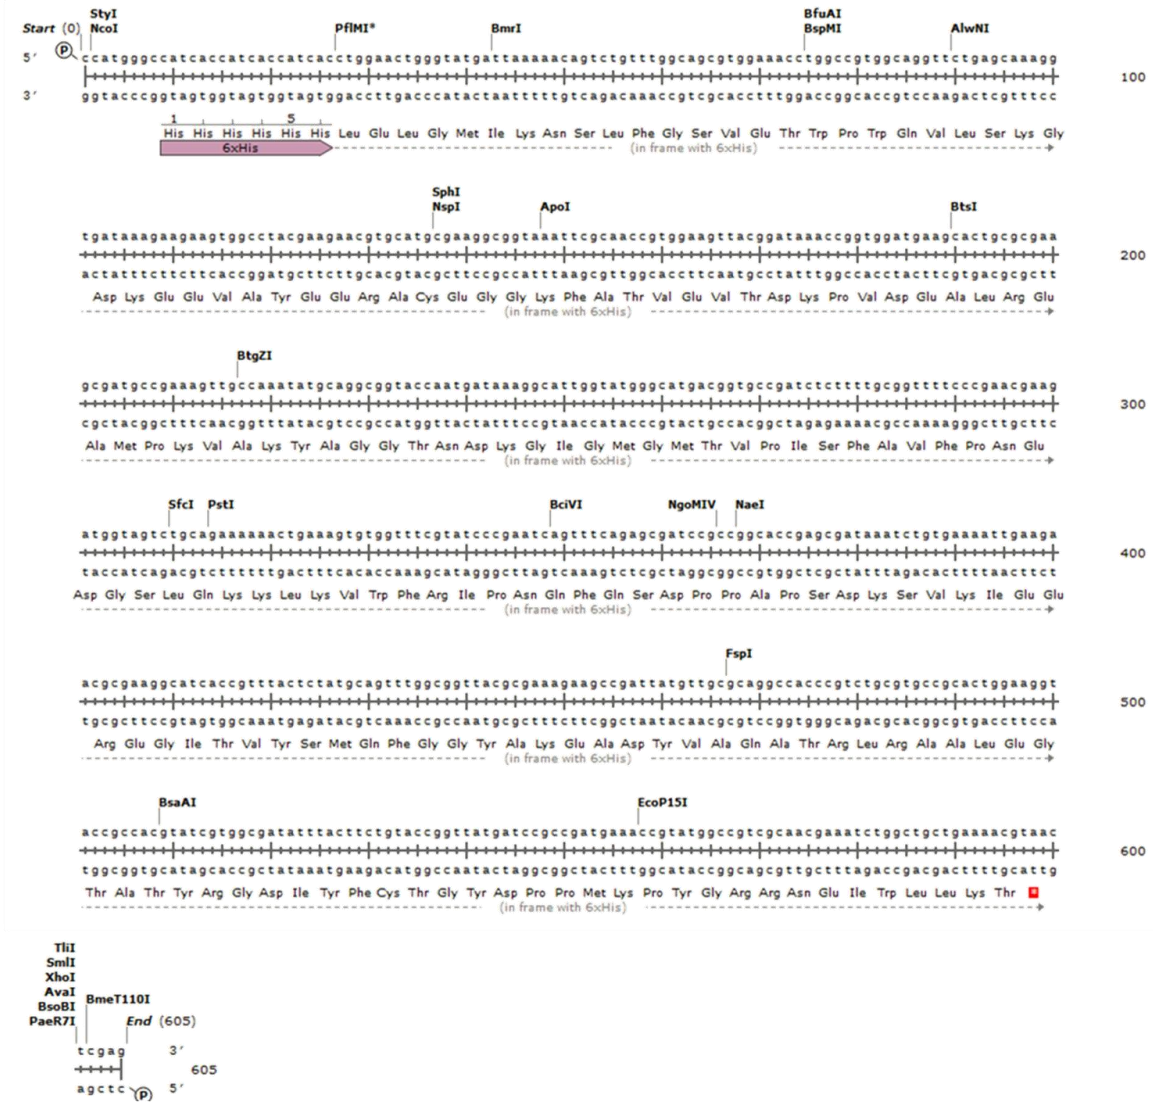 StyI
Start (0) NcoI PflMI* BmrI BfuAI
BspMI AlwNI
5′ P ccatgggccatcaccatcaccatcacctggaactgggtatgattaaaaacagtctgtttggcagcgtggaaacctggccgtggcaggttctgagcaaagg
100
3′ ggtacccggtagtggtagtggtagtggaccttgacccatactaatttttgtcagacaaaccgtcgcacctttggaccggcaccgtccaagactcgtttcc
1 5
His His His His His His Leu Glu Leu Gly Met Ile Lys Asn Ser Leu Phe Gly Ser Val Glu Thr Trp Pro Trp Gln Val Leu Ser Lys Gly
6xHis (in frame with 6xHis)
SphI
NspI ApoI BtsI
tgataaagaagaagtggcctacgaagaacgtgcatgcgaaggcggtaaattcgcaaccgtggaagttacggataaaccggtggatgaagcactgcgcgaa
200
actatttcttcttcaccggatgcttcttgcacgtacgcttccgccatttaagcgttggcaccttcaatgcctatttggccacctacttcgtgacgcgctt
Asp Lys Glu Glu Val Ala Tyr Glu Glu Arg Ala Cys Glu Gly Gly Lys Phe Ala Thr Val Glu Val Thr Asp Lys Pro Val Asp Glu Ala Leu Arg Glu
(in frame with 6xHis)
BtgZI
gcgatgccgaaagttgccaaatatgcaggcggtaccaatgataaaggcattggtatgggcatgacggtgccgatctcttttgcggttttcccgaacgaag
300
cgctacggctttcaacggtttatacgtccgccatggttactatttccgtaaccatacccgtactgccacggctagagaaaacgccaaaagggcttgcttc
Ala Met Pro Lys Val Ala Lys Tyr Ala Gly Gly Thr Asn Asp Lys Gly Ile Gly Met Gly Met Thr Val Pro Ile Ser Phe Ala Val Phe Pro Asn Glu
(in frame with 6xHis)
SfcI PstI BciVI NgoMIV NaeI
atggtagtctgcagaaaaaactgaaagtgtggtttcgtatcccgaatcagtttcagagcgatccgccggcaccgagcgataaatctgtgaaaattgaaga
400
taccatcagacgtcttttttgactttcacaccaaagcatagggcttagtcaaagtctcgctaggcggccgtggctcgctatttagacacttttaacttct
Asp Gly Ser Leu Gln Lys Lys Leu Lys Val Trp Phe Arg Ile Pro Asn Gln Phe Gln Ser Asp Pro Pro Ala Pro Ser Asp Lys Ser Val Lys Ile Glu Glu
(in frame with 6xHis)
FspI
acgcgaaggcatcaccgtttactctatgcagtttggcggttacgcgaaagaagccgattatgttgcgcaggccacccgtctgcgtgccgcactggaaggt
500
tgcgcttccgtagtggcaaatgagatacgtcaaaccgccaatgcgctttcttcggctaatacaacgcgtccggtgggcagacgcacggcgtgaccttcca
Arg Glu Gly Ile Thr Val Tyr Ser Met Gln Phe Gly Gly Tyr Ala Lys Glu Ala Asp Tyr Val Ala Gln Ala Thr Arg Leu Arg Ala Ala Leu Glu Gly
(in frame with 6xHis)
BsaAI EcoP15I
accgccacgtatcgtggcgatatttacttctgtaccggttatgatccgccgatgaaaccgtatggccgtcgcaacgaaatctggctgctgaaaacgtaac
600
tggcggtgcatagcaccgctataaatgaagacatggccaatactaggcggctactttggcataccggcagcgttgctttagaccgacgacttttgcattg
Thr Ala Thr Tyr Arg Gly Asp Ile Tyr Phe Cys Thr Gly Tyr Asp Pro Pro Met Lys Pro Tyr Gly Arg Arg Asn Glu Ile Trp Leu Leu Lys Thr *
(in frame with 6xHis)
TliI
SmlI
XhoI
AvaI
BsoBI BmeT110I
PaeR7I End (605)
tcgag 3′
605
agctc P 5′